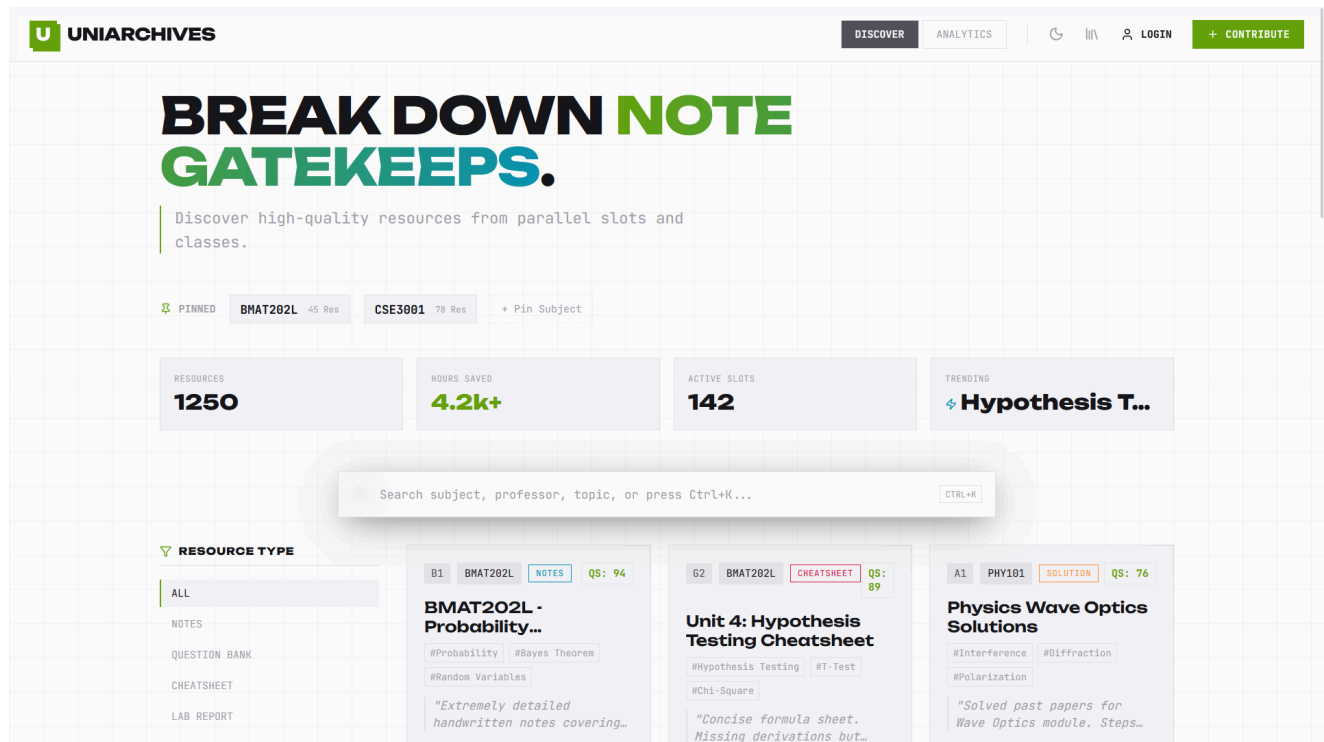 U UNIARCHIVES
DISCOVER
ANALYTICS
LOGIN
+ CONTRIBUTE
BREAK DOWN NOTE
GATEKEEPS.
Discover high-quality resources from parallel slots and
classes.
PINNED
BMAT202L 45 Res
CSE3001 78 Res
+ Pin Subject
RESOURCES
1250
HOURS SAVED
4.2k+
ACTIVE SLOTS
142
TRENDING
Hypothesis T...
Search subject, professor, topic, or press Ctrl+K...
CTRL+K
RESOURCE TYPE
ALL
NOTES
QUESTION BANK
CHEATSHEET
LAB REPORT
B1 BMAT202L NOTES QS: 94
BMAT202L -
Probability...
#Probability #Bayes Theorem
#Random Variables
"Extremely detailed
handwritten notes covering…
G2 BMAT202L CHEATSHEET QS:
89
Unit 4: Hypothesis
Testing Cheatsheet
#Hypothesis Testing #T-Test
#Chi-Square
"Concise formula sheet.
Missing derivations but…
A1 PHY101 SOLUTION QS: 76
Physics Wave Optics
Solutions
#Interference #Diffraction
#Polarization
"Solved past papers for
Wave Optics module. Steps…